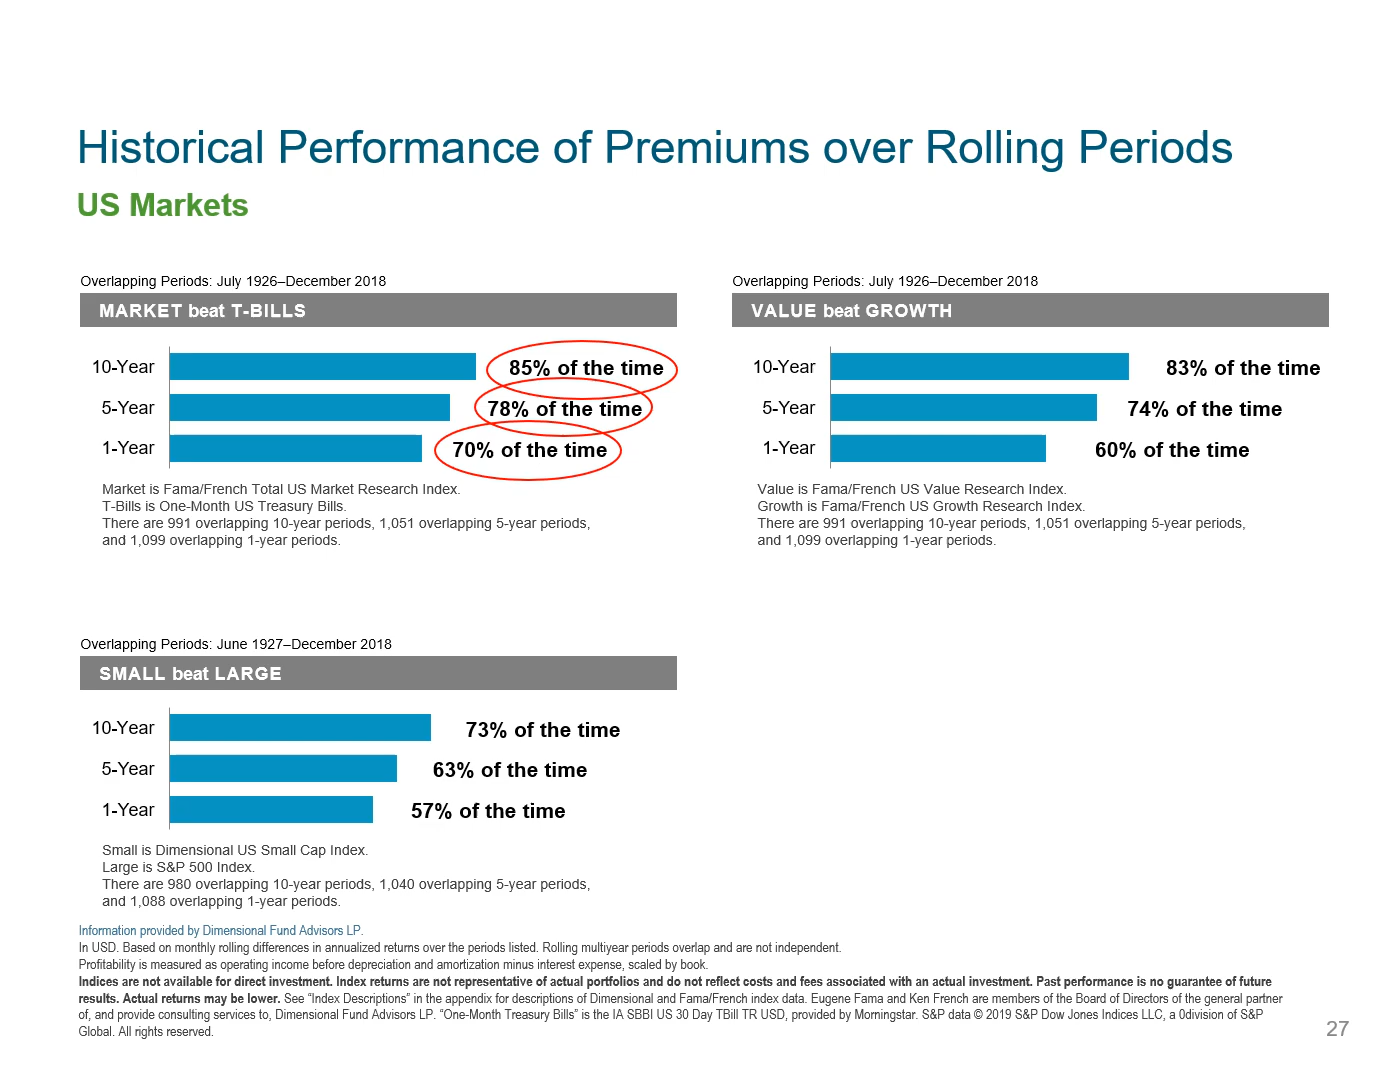 Historical Performance of Premiums over Rolling Periods
US Markets
Overlapping Periods: July 1926–December 2018
MARKET beat T-BILLS
10-Year 85% of the time
5-Year 78% of the time
1-Year 70% of the time
Market is Fama/French Total US Market Research Index.
T-Bills is One-Month US Treasury Bills.
There are 991 overlapping 10-year periods, 1,051 overlapping 5-year periods,
and 1,099 overlapping 1-year periods.
Overlapping Periods: July 1926–December 2018
VALUE beat GROWTH
10-Year 83% of the time
5-Year 74% of the time
1-Year 60% of the time
Value is Fama/French US Value Research Index.
Growth is Fama/French US Growth Research Index.
There are 991 overlapping 10-year periods, 1,051 overlapping 5-year periods,
and 1,099 overlapping 1-year periods.
Overlapping Periods: June 1927–December 2018
SMALL beat LARGE
10-Year 73% of the time
5-Year 63% of the time
1-Year 57% of the time
Small is Dimensional US Small Cap Index.
Large is S&P 500 Index.
There are 980 overlapping 10-year periods, 1,040 overlapping 5-year periods,
and 1,088 overlapping 1-year periods.
Information provided by Dimensional Fund Advisors LP.
In USD. Based on monthly rolling differences in annualized returns over the periods listed. Rolling multiyear periods overlap and are not independent.
Profitability is measured as operating income before depreciation and amortization minus interest expense, scaled by book.
Indices are not available for direct investment. Index returns are not representative of actual portfolios and do not reflect costs and fees associated with an actual investment. Past performance is no guarantee of future
results. Actual returns may be lower. See “Index Descriptions” in the appendix for descriptions of Dimensional and Fama/French index data. Eugene Fama and Ken French are members of the Board of Directors of the general partner
of, and provide consulting services to, Dimensional Fund Advisors LP. “One-Month Treasury Bills” is the IA SBBI US 30 Day TBill TR USD, provided by Morningstar. S&P data © 2019 S&P Dow Jones Indices LLC, a 0division of S&P
Global. All rights reserved.
27